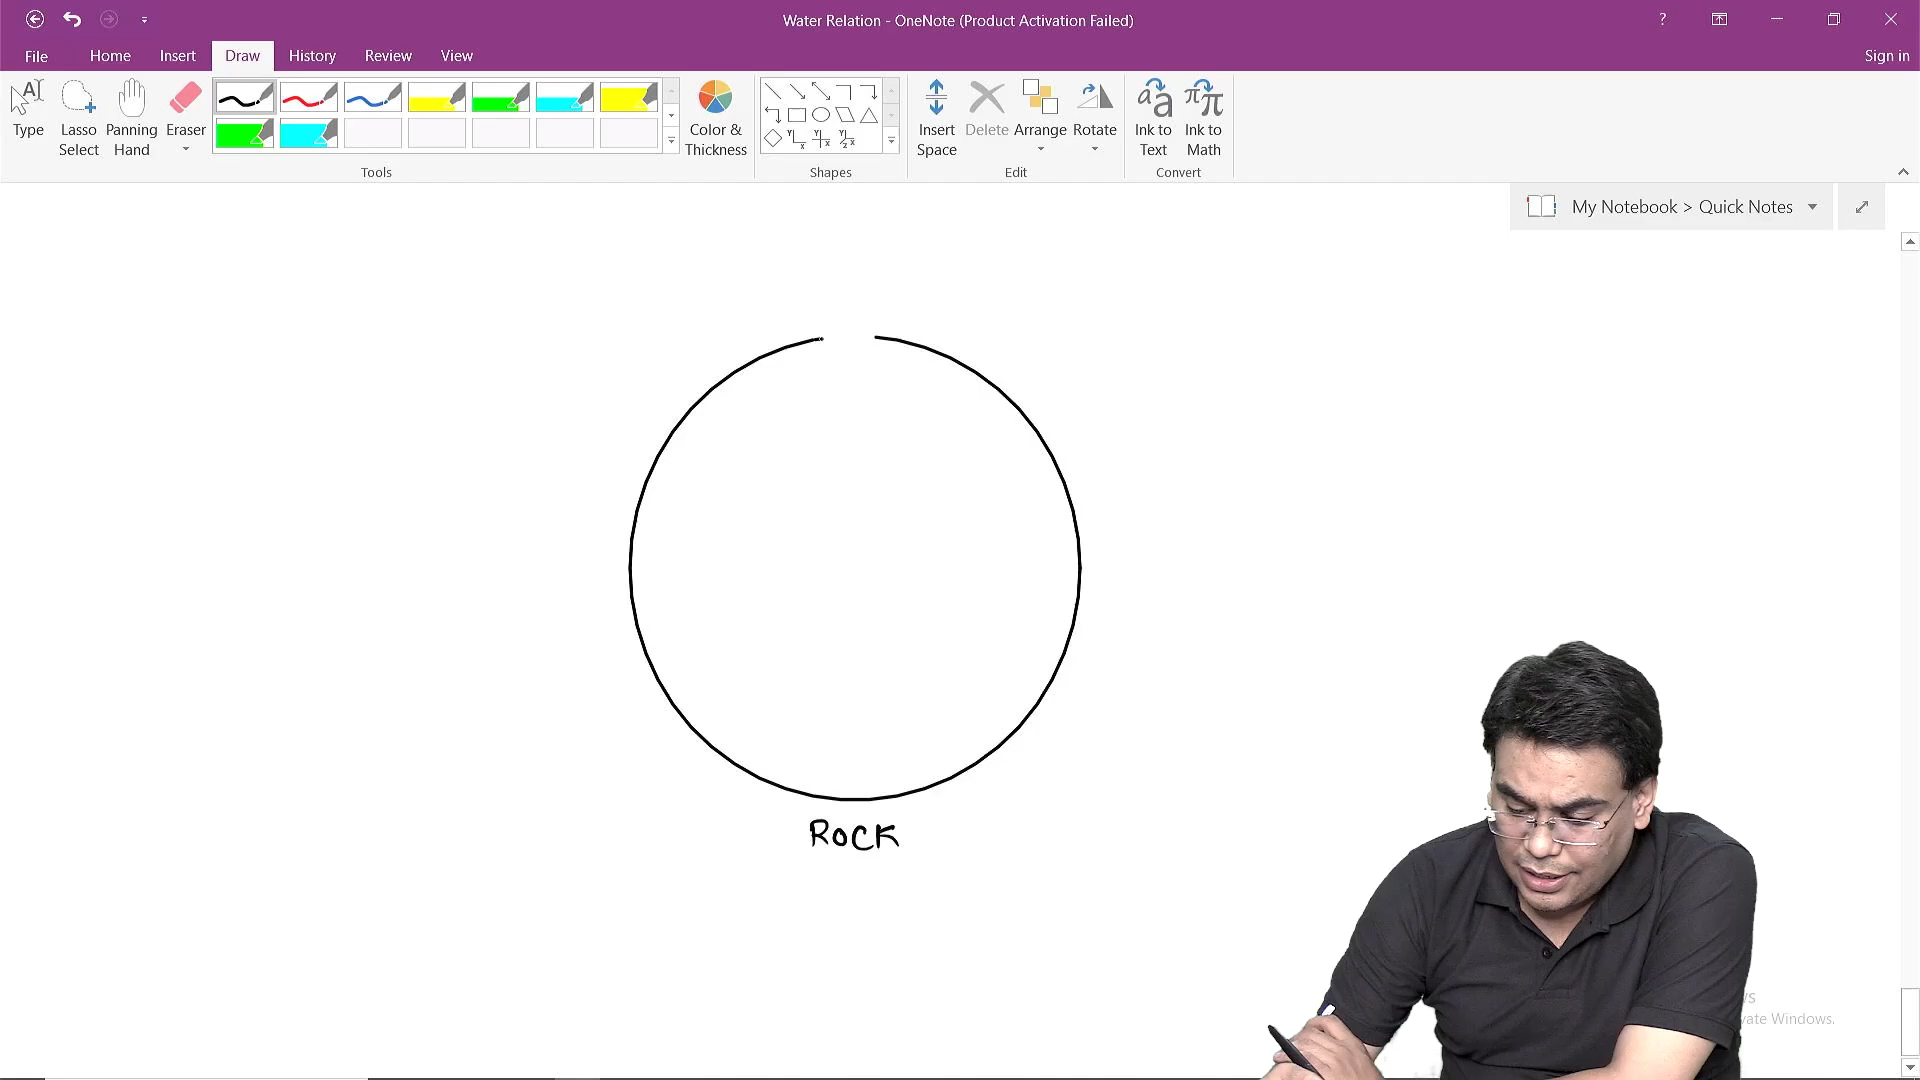 Water Relation - OneNote (Product Activation Failed)
?
File Home Insert Draw History Review View
Sign in
Type
Lasso Select
Panning Hand
Eraser
Color & Thickness
Insert Space
Delete
Arrange
Rotate
Ink to Text
Ink to Math
Tools
Shapes
Edit
Convert
My Notebook > Quick Notes
ROCK
vate Windows.